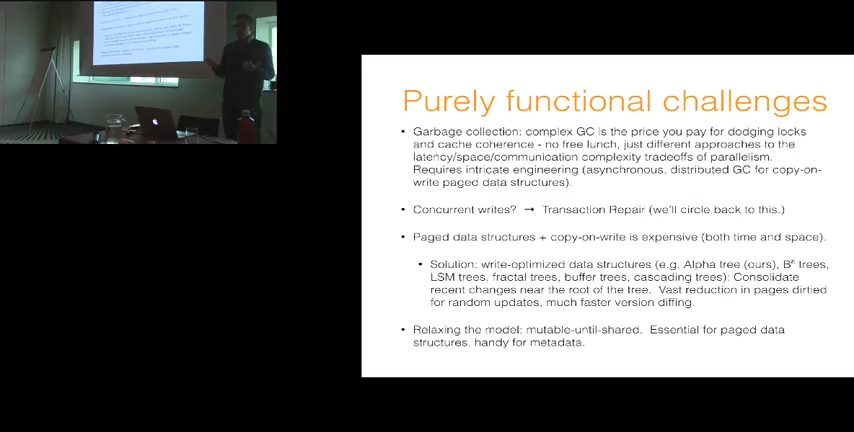 Purely functional challenges
• Garbage collection: complex GC is the price you pay for dodging locks
and cache coherence - no free lunch, just different approaches to the
latency/space/communication complexity tradeoffs of parallelism.
Requires intricate engineering (asynchronous, distributed GC for copy-on-
write paged data structures).
• Concurrent writes? → Transaction Repair (we'll circle back to this.)
• Paged data structures + copy-on-write is expensive (both time and space).
• Solution: write-optimized data structures (e.g. Alpha tree (ours), Bᵋ trees,
LSM trees, fractal trees, buffer trees, cascading trees): Consolidate
recent changes near the root of the tree. Vast reduction in pages dirtied
for random updates, much faster version diffing.
• Relaxing the model: mutable-until-shared. Essential for paged data
structures. handy for metadata.